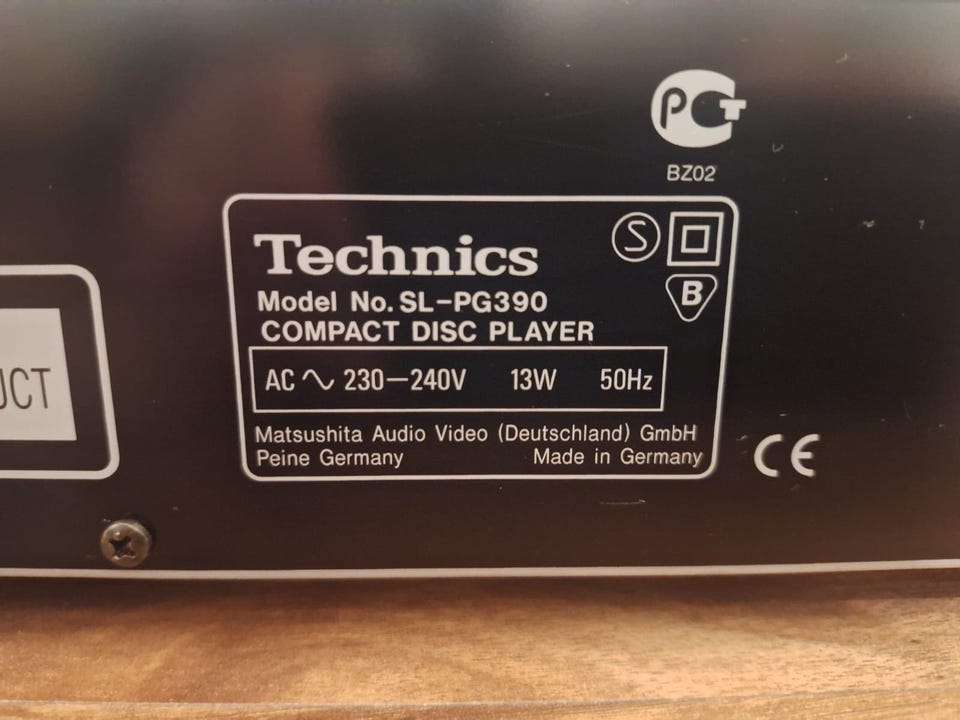 РСТ
BZ02
Technics
S
B
Model No. SL-PG390
COMPACT DISC PLAYER
AC ∿ 230—240V 13W 50Hz
Matsushita Audio Video (Deutschland) GmbH
Peine Germany Made in Germany
CE
UCT